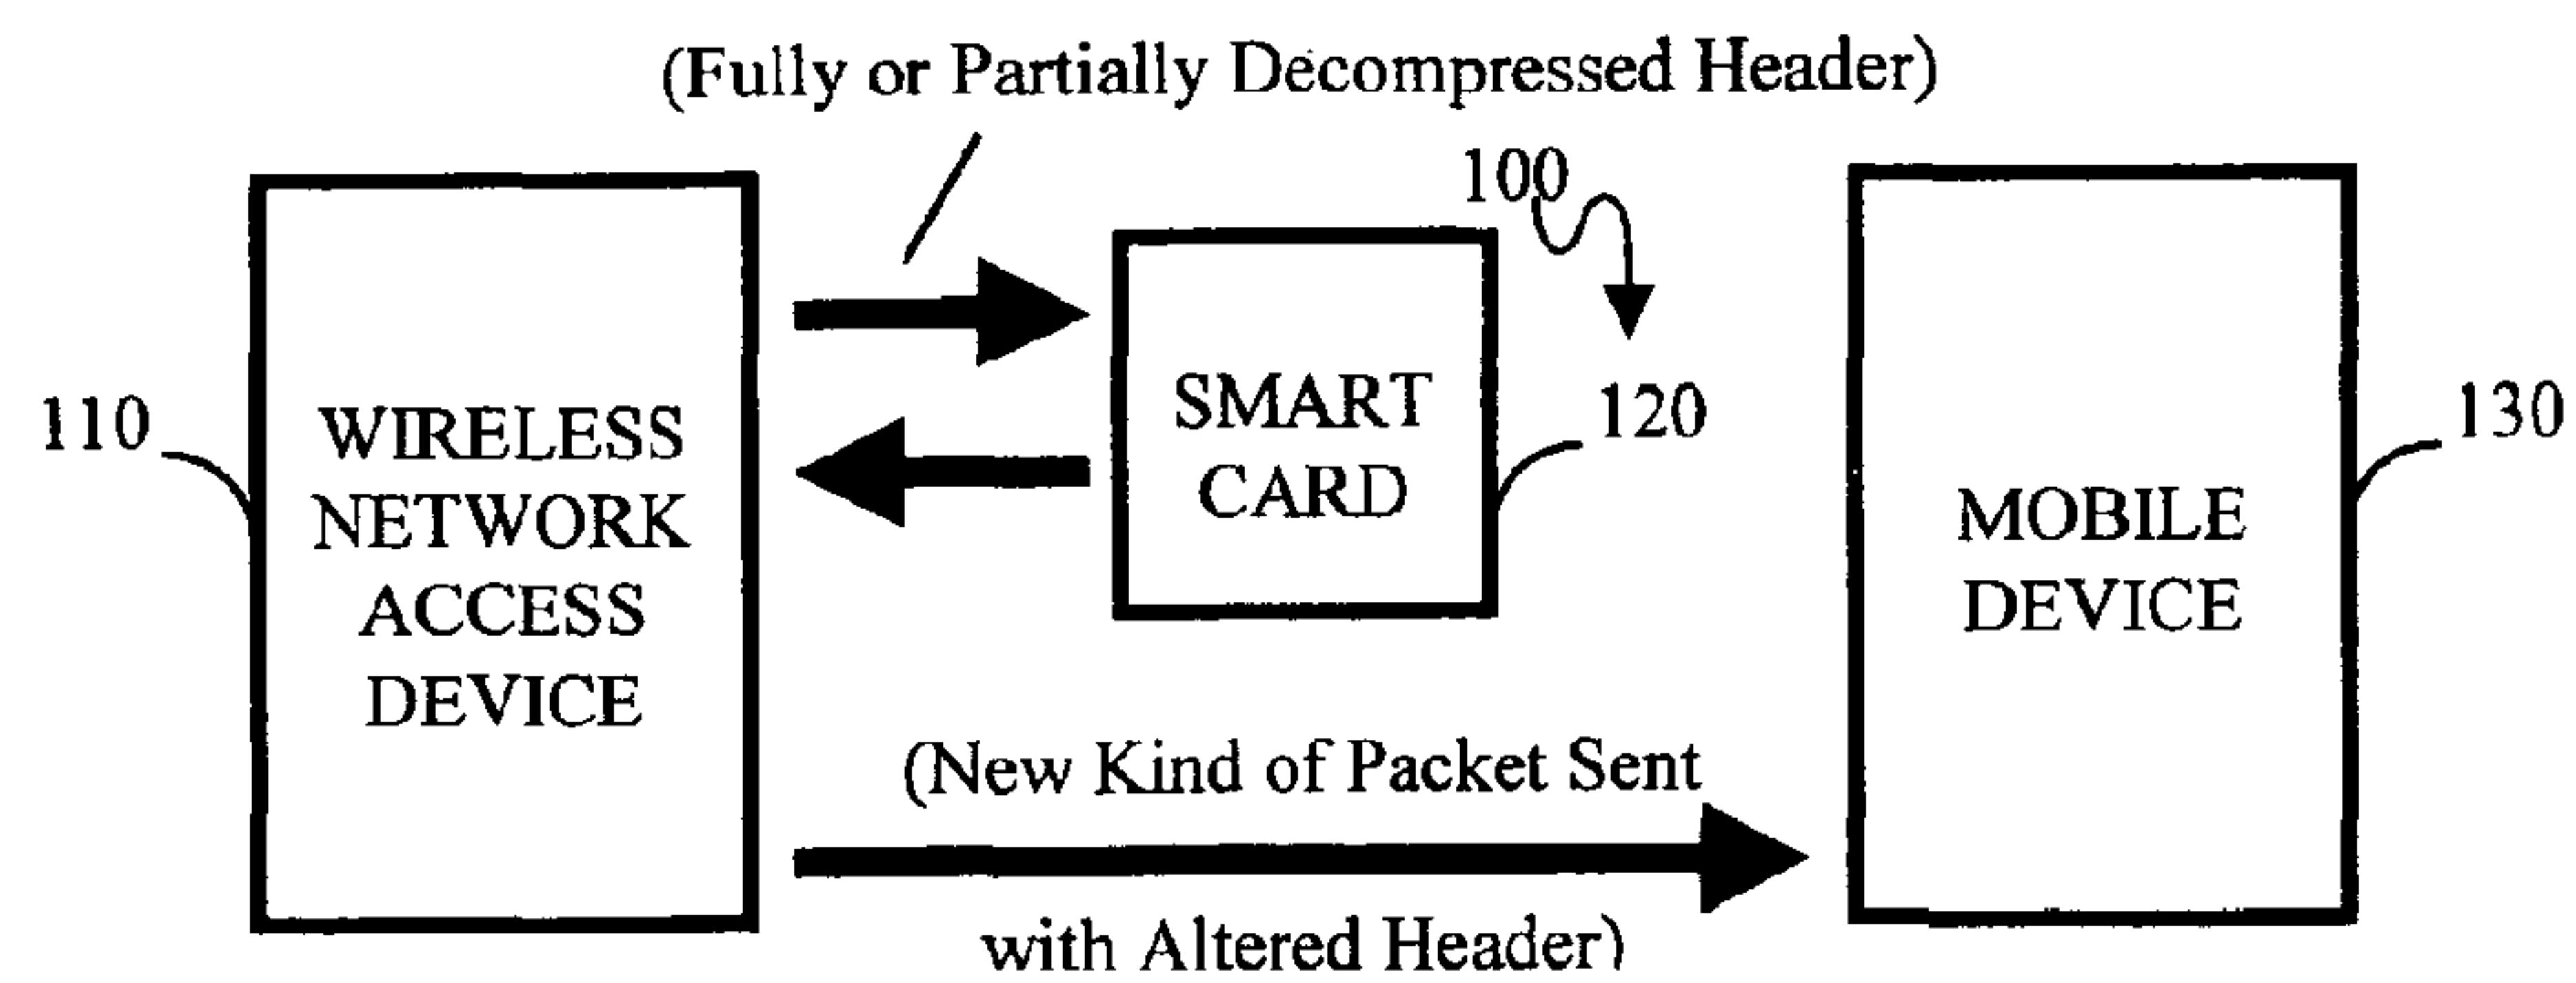 (Fully or Partially Decompressed Header)
100
110
WIRELESS
NETWORK
ACCESS
DEVICE
SMART
CARD
120
MOBILE
DEVICE
130
(New Kind of Packet Sent
with Altered Header)